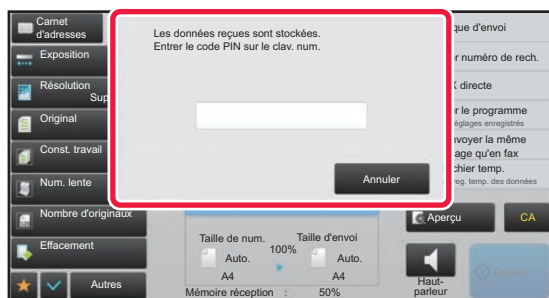 Carnet
d'adresses
Exposition
Résolution
Sup
Original
Const. travail
Num. lente
Nombre d'originaux
Effacement
Autres
Les données reçues sont stockées.
Entrer le code PIN sur le clav. num.
Annuler
que d'envoi
r numéro de rech.
X directe
r le programme
églages enregistrés
nvoyer la même
age qu'en fax
chier temp.
reg. temp. des données
Aperçu
CA
Taille de num.
100%
Taille d'envoi
Auto.
A4
Auto.
A4
Mémoire réception : 50%
Haut-
parleur
Départ